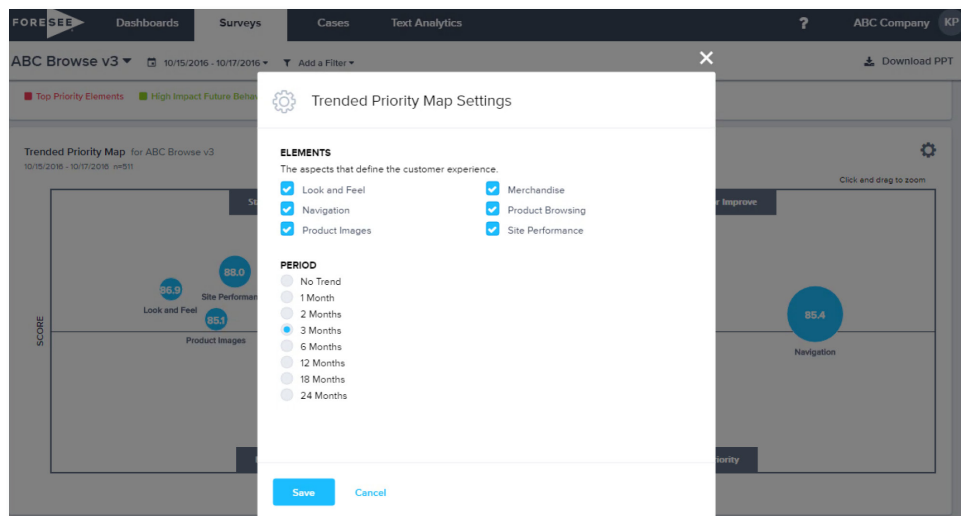 FORESEE
Dashboards
Surveys
Cases
Text Analytics
?
ABC Company
KP
ABC Browse v3
10/15/2016 - 10/17/2016
Add a Filter
Download PPT
Top Priority Elements
High Impact Future Behav
Trended Priority Map Settings
Trended Priority Map for ABC Browse v3
10/15/2016 - 10/17/2016 n=511
Click and drag to zoom
ELEMENTS
The aspects that define the customer experience.
Look and Feel
Merchandise
Navigation
Product Browsing
Product Images
Site Performance
PERIOD
No Trend
1 Month
2 Months
3 Months
6 Months
12 Months
18 Months
24 Months
Save
Cancel
St
r Improve
88.0
Site Performan
86.9
Look and Feel
85.1
Product Images
SCORE
85.4
Navigation
iority